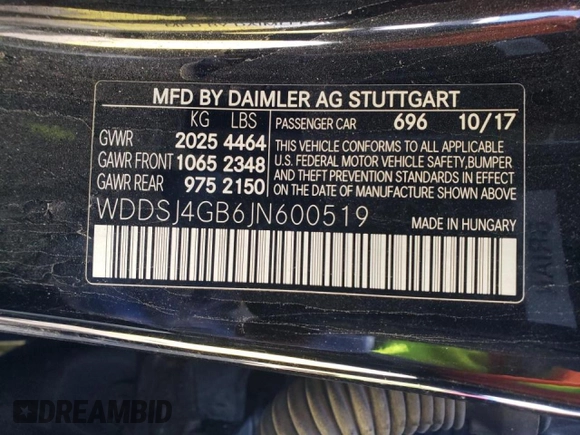 MFD BY DAIMLER AG STUTTGART
KG LBS
GVWR 2025 4464
GAWR FRONT 1065 2348
GAWR REAR 975 2150
PASSENGER CAR 696 10/17
THIS VEHICLE CONFORMS TO ALL APPLICABLE
U.S. FEDERAL MOTOR VEHICLE SAFETY,BUMPER
AND THEFT PREVENTION STANDARDS IN EFFECT
ON THE DATE OF MANUFACTURE SHOWN ABOVE
WDDSJ4GB6JN600519
MADE IN HUNGARY
DREAMBID